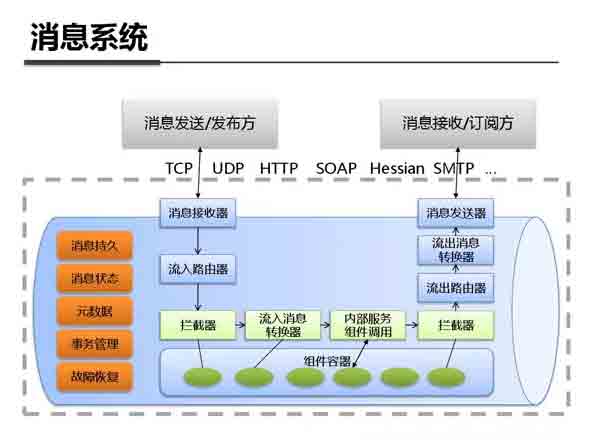 消息系统
消息发送/发布方
消息接收/订阅方
TCP UDP HTTP SOAP Hessian SMTP ...
消息接收器
消息发送器
消息持久
流出消息
转换器
消息状态
流入路由器
流出路由器
元数据
拦截器
流入消息
转换器
内部服务
组件调用
拦截器
事务管理
组件容器
故障恢复